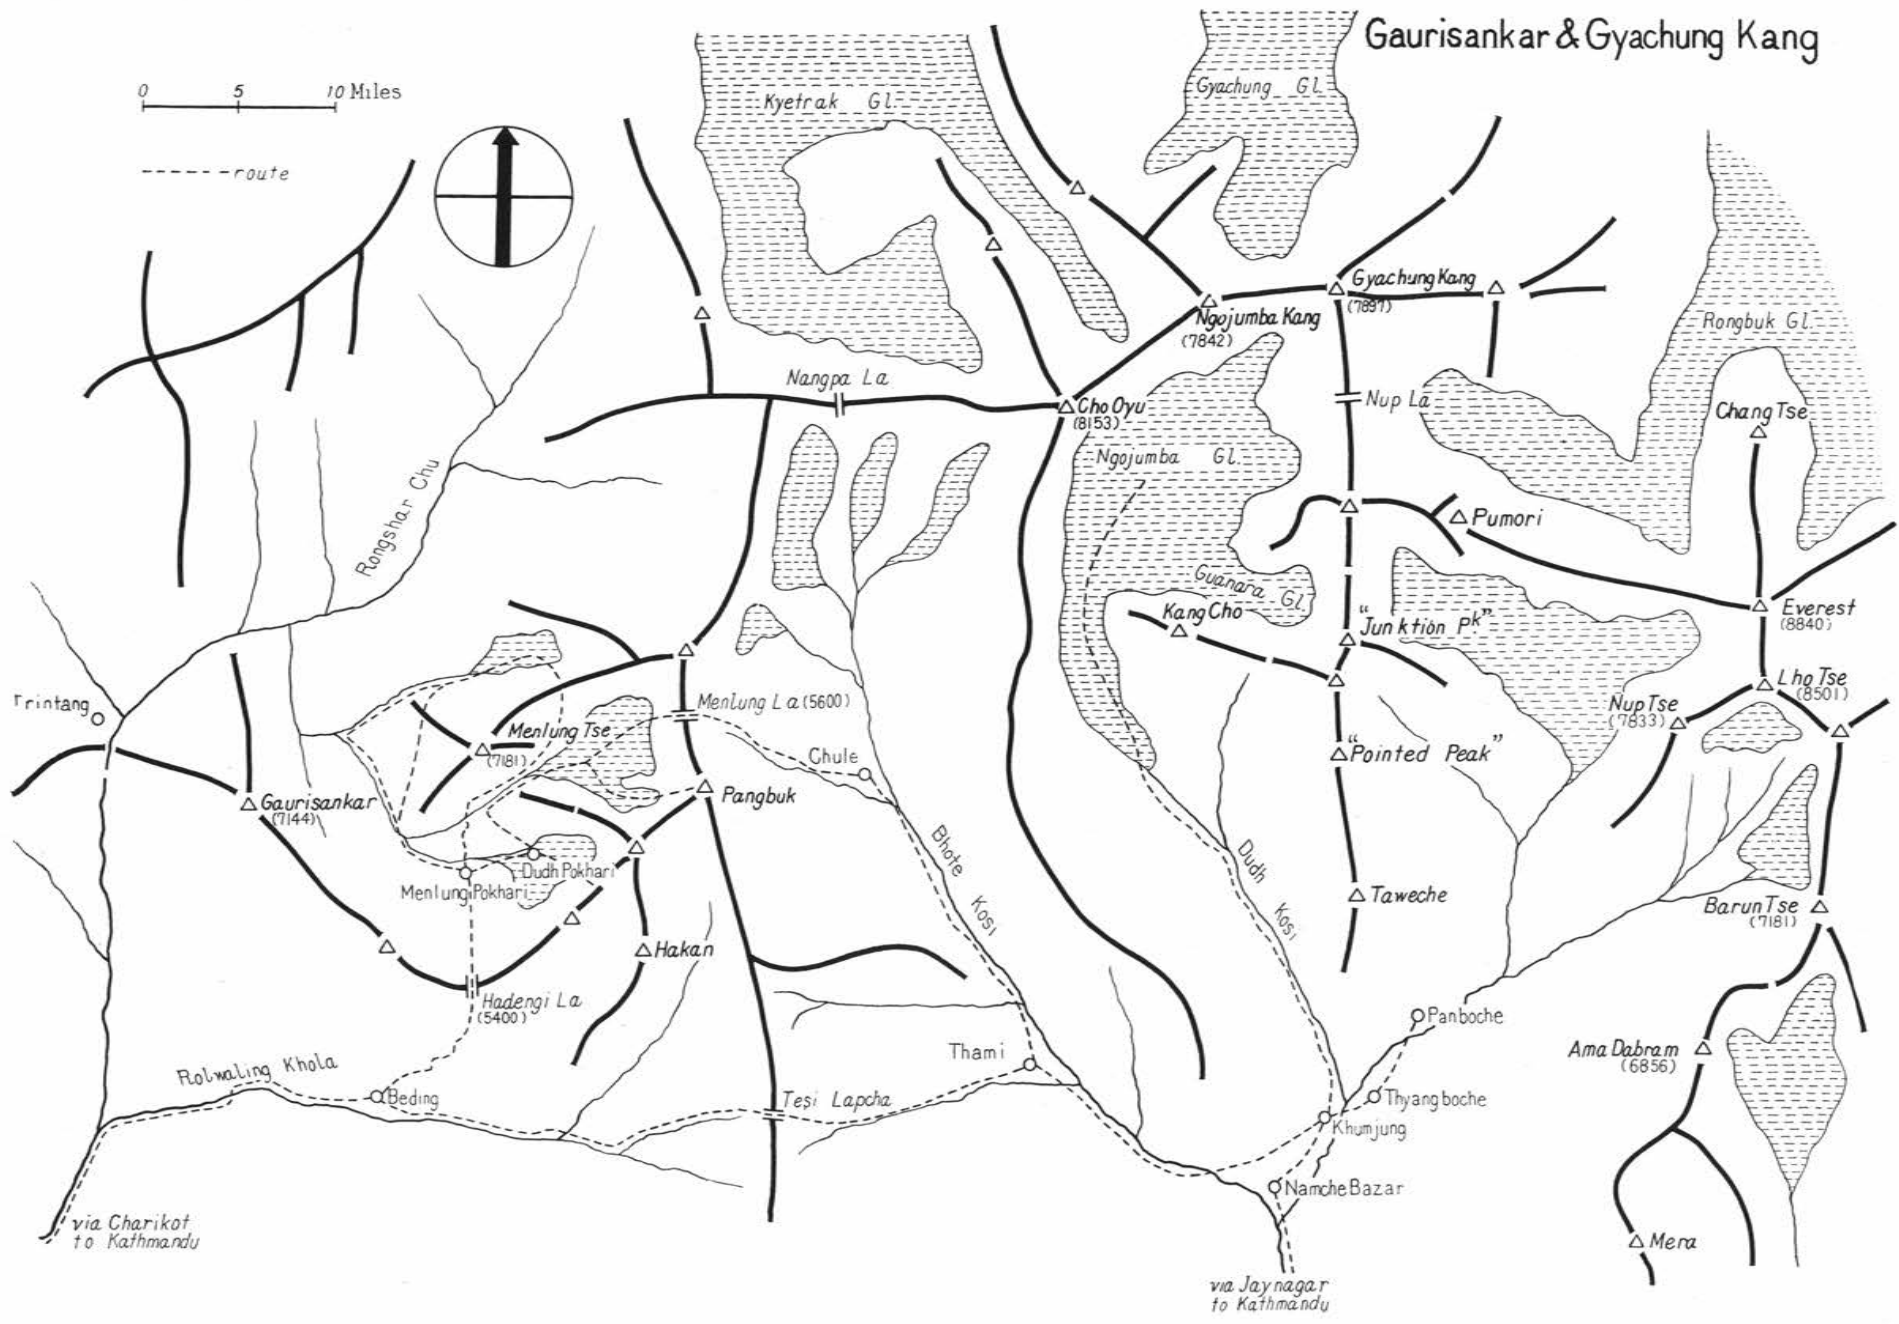 Gaurisankar & Gyachung Kang
0 5 10 Miles
route
Kyetrak Gl.
Gyachung Gl.
Gyachung Kang
(7897)
Ngojumba Kang
(7842)
Rongbuk Gl.
Nangpa La
Cho Oyu
(8153)
Nup La
Chang Tse
Ngojumba Gl.
Rongshar Chu
Pumori
Guanara Gl.
Kang Cho
"Junktion Pk"
Everest
(8840)
Trintang
Menlung La (5600)
Lho Tse
(8501)
Nup Tse
(7833)
Menlung Tse
(7181)
Chule
"Pointed Peak"
Gaurisankar
(7144)
Pangbuk
Bhote Kosi
Dudh Kosi
Dudh Pokhari
Menlung Pokhari
Taweche
Barun Tse
(7181)
Hakan
Hadengi La
(5400)
Panboche
Thami
Ama Dabram
(6856)
Rolwaling Khola
Beding
Tesi Lapcha
Thyangboche
Khumjung
Namche Bazar
via Charikot
to Kathmandu
Mera
via Jaynagar
to Kathmandu